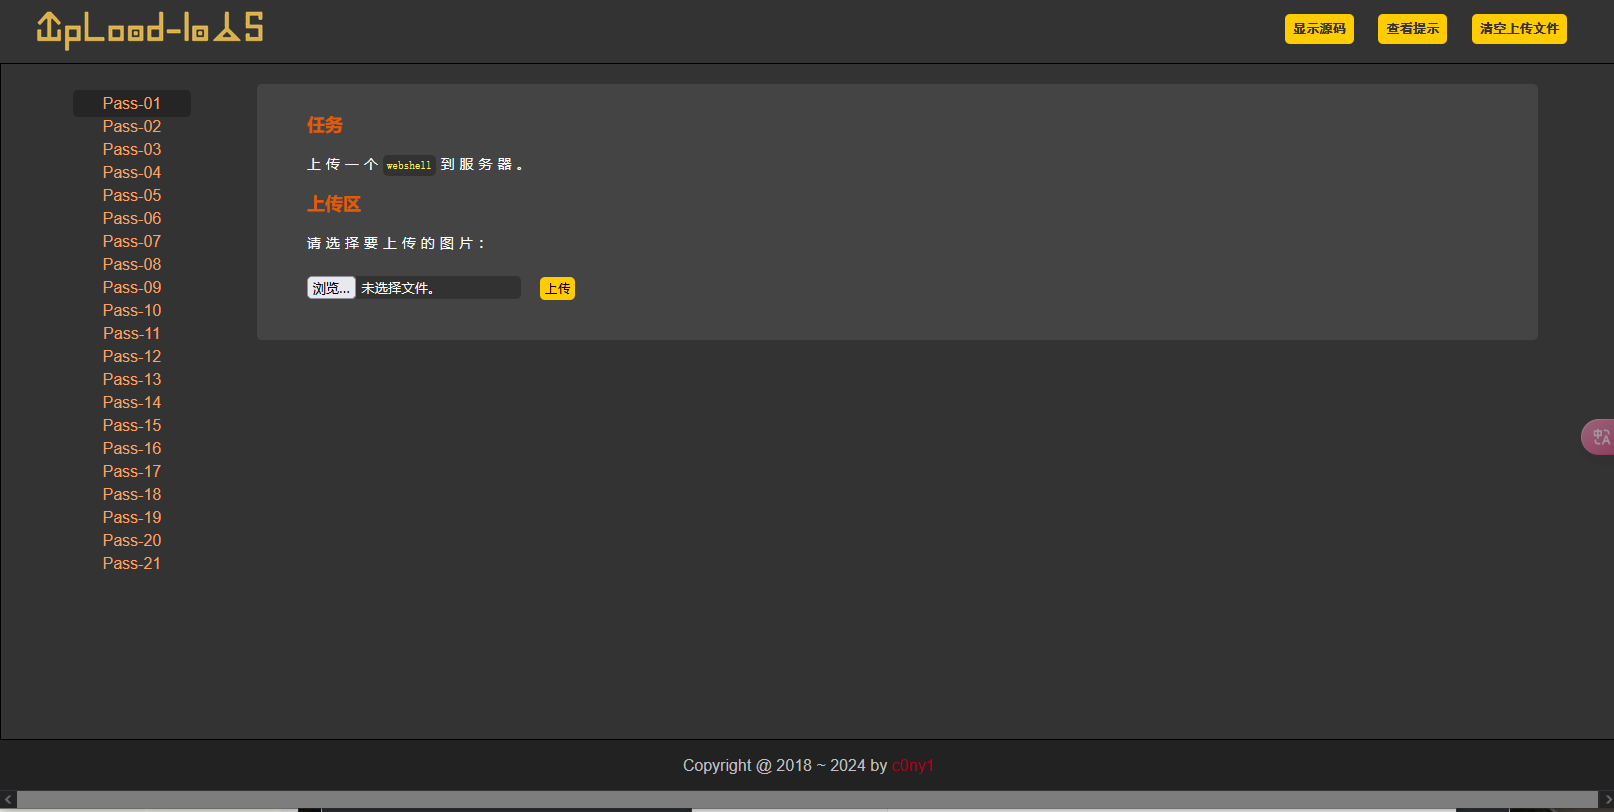 UpLoad-labs
显示源码 查看提示 清空上传文件
Pass-01
Pass-02
Pass-03
Pass-04
Pass-05
Pass-06
Pass-07
Pass-08
Pass-09
Pass-10
Pass-11
Pass-12
Pass-13
Pass-14
Pass-15
Pass-16
Pass-17
Pass-18
Pass-19
Pass-20
Pass-21
任务
上传一个 webshell 到服务器。
上传区
请选择要上传的图片：
浏览... 未选择文件。 上传
中A
Copyright @ 2018 ~ 2024 by c0ny1